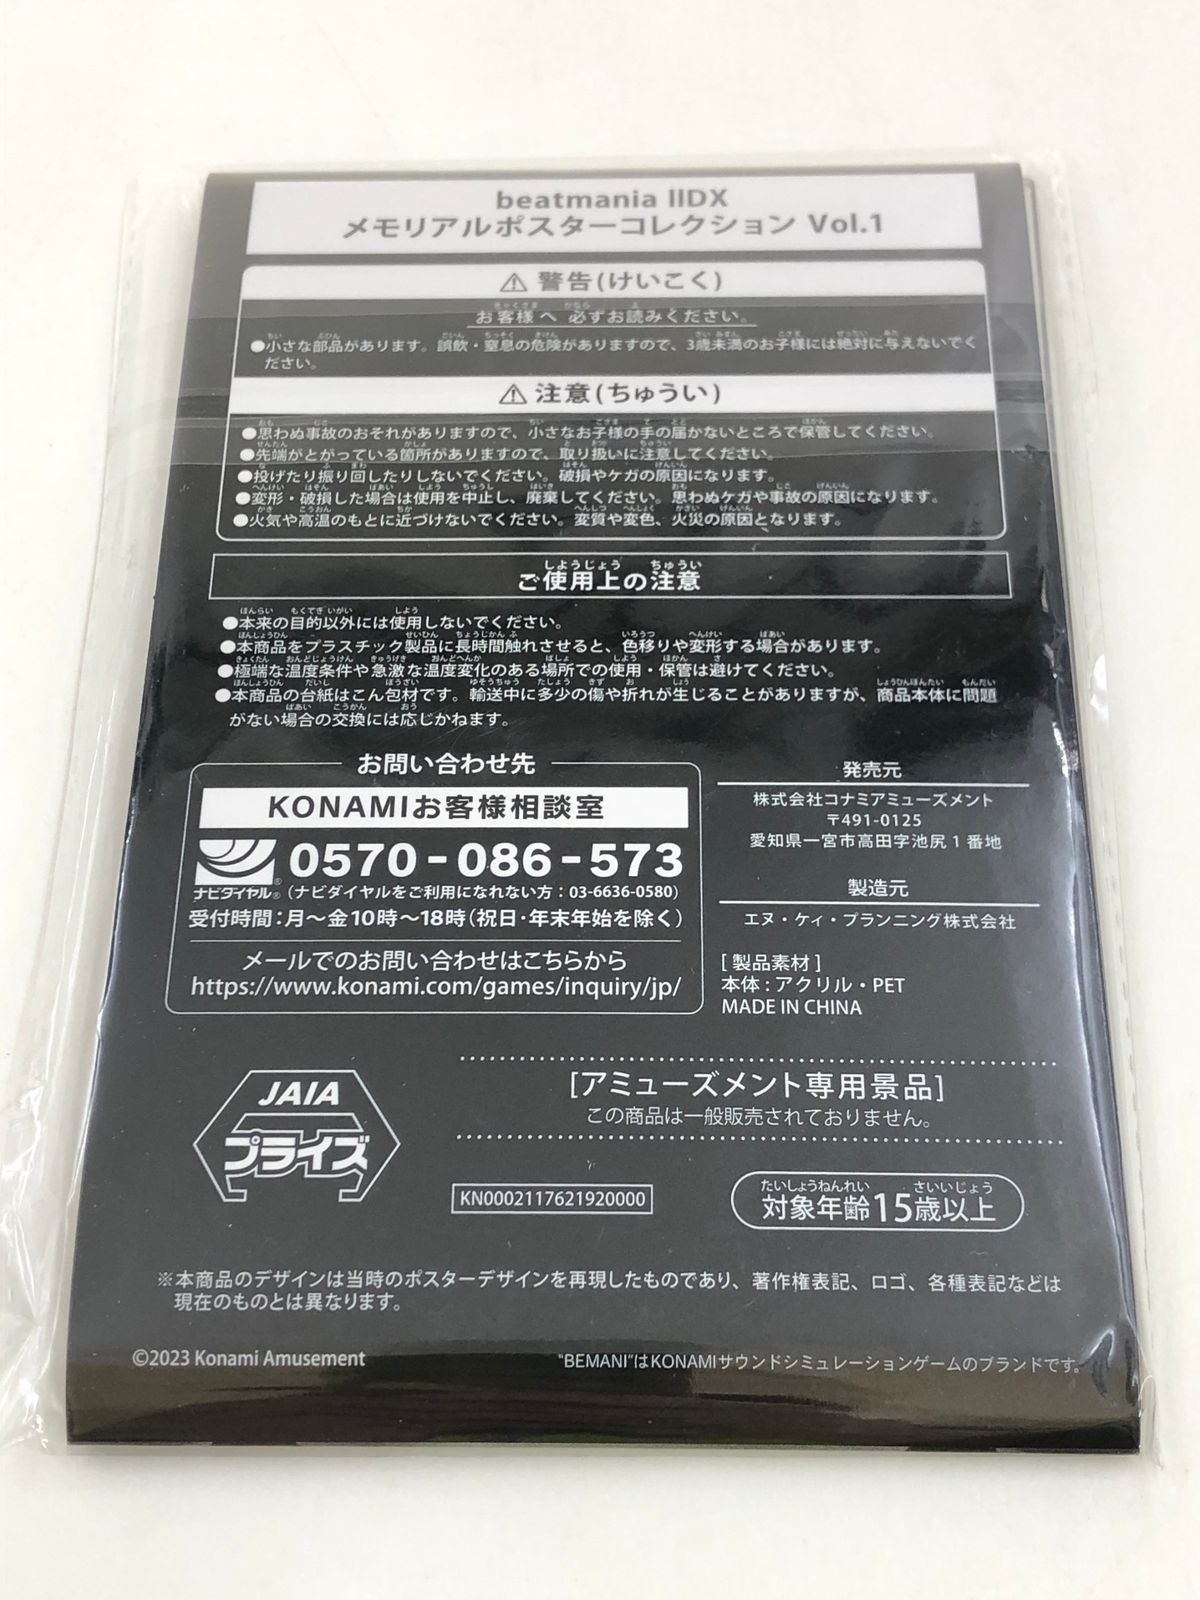 beatmania IIDX
メモリアルポスターコレクション Vol.1
⚠ 警告(けいこく)
お客様へ 必ずお読みください。
●小さな部品があります。誤飲・窒息の危険がありますので、3歳未満のお子様には絶対に与えないでく
ださい。
⚠ 注意(ちゅうい)
●思わぬ事故のおそれがありますので、小さなお子様の手の届かないところで保管してください。
●先端がとがっている箇所がありますので、取り扱いに注意してください。
●投げたり振り回したりしないでください。破損やケガの原因になります。
●変形・破損した場合は使用を中止し、廃棄してください。思わぬケガや事故の原因になります。
●火気や高温のもとに近づけないでください。変質や変色、火災の原因となります。
しようじょう ちゅうい
ご使用上の注意
●本来の目的以外には使用しないでください。
●本商品をプラスチック製品に長時間触れさせると、色移りや変形する場合があります。
●極端な温度条件や急激な温度変化のある場所での使用・保管は避けてください。
●本商品の台紙はこん包材です。輸送中に多少の傷や折れが生じることがありますが、商品本体に問題
がない場合の交換には応じかねます。
お問い合わせ先
KONAMIお客様相談室
0570-086-573
ナビダイヤル® (ナビダイヤルをご利用になれない方：03-6636-0580)
受付時間：月～金10時～18時(祝日・年末年始を除く)
メールでのお問い合わせはこちらから
https://www.konami.com/games/inquiry/jp/
発売元
株式会社コナミアミューズメント
〒491-0125
愛知県一宮市高田字池尻1番地
製造元
エヌ・ケィ・プランニング株式会社
[製品素材]
本体：アクリル・PET
MADE IN CHINA
JAIA
プライズ
[アミューズメント専用景品]
この商品は一般販売されておりません。
KN0002117621920000
たいしょうねんれい さいいじょう
対象年齢15歳以上
※本商品のデザインは当時のポスターデザインを再現したものであり、著作権表記、ロゴ、各種表記などは
現在のものとは異なります。
©2023 Konami Amusement
"BEMANI"はKONAMIサウンドシミュレーションゲームのブランドです。